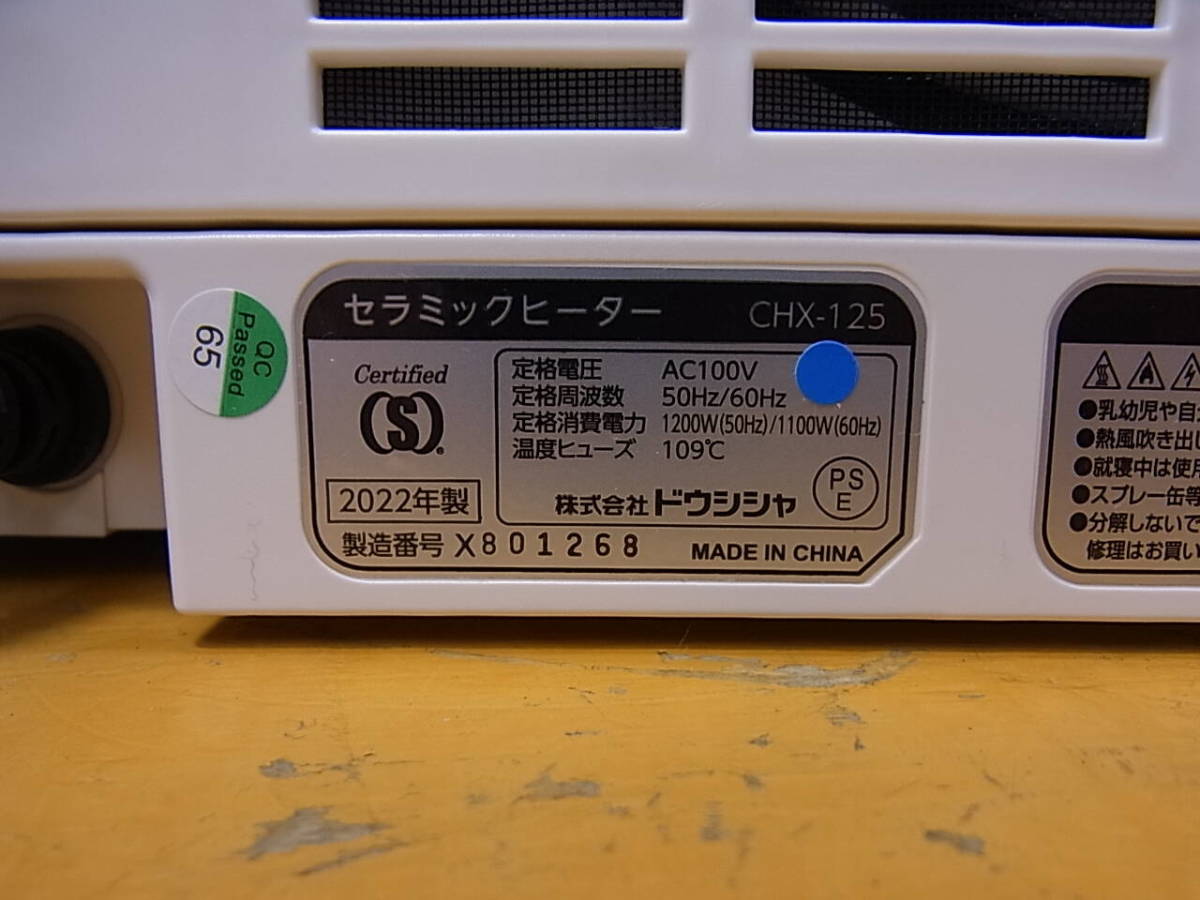 QC
Passed
65
セラミックヒーター CHX-125
Certified
S
定格電圧 AC100V
定格周波数 50Hz/60Hz
定格消費電力 1200W(50Hz)/1100W(60Hz)
温度ヒューズ 109℃
2022年製
株式会社 ドウシシャ
PS
E
製造番号 X801268
MADE IN CHINA
●乳幼児や自
●熱風吹き出し
●就寝中は使用
●スプレー缶等
●分解しないで
修理はお買い